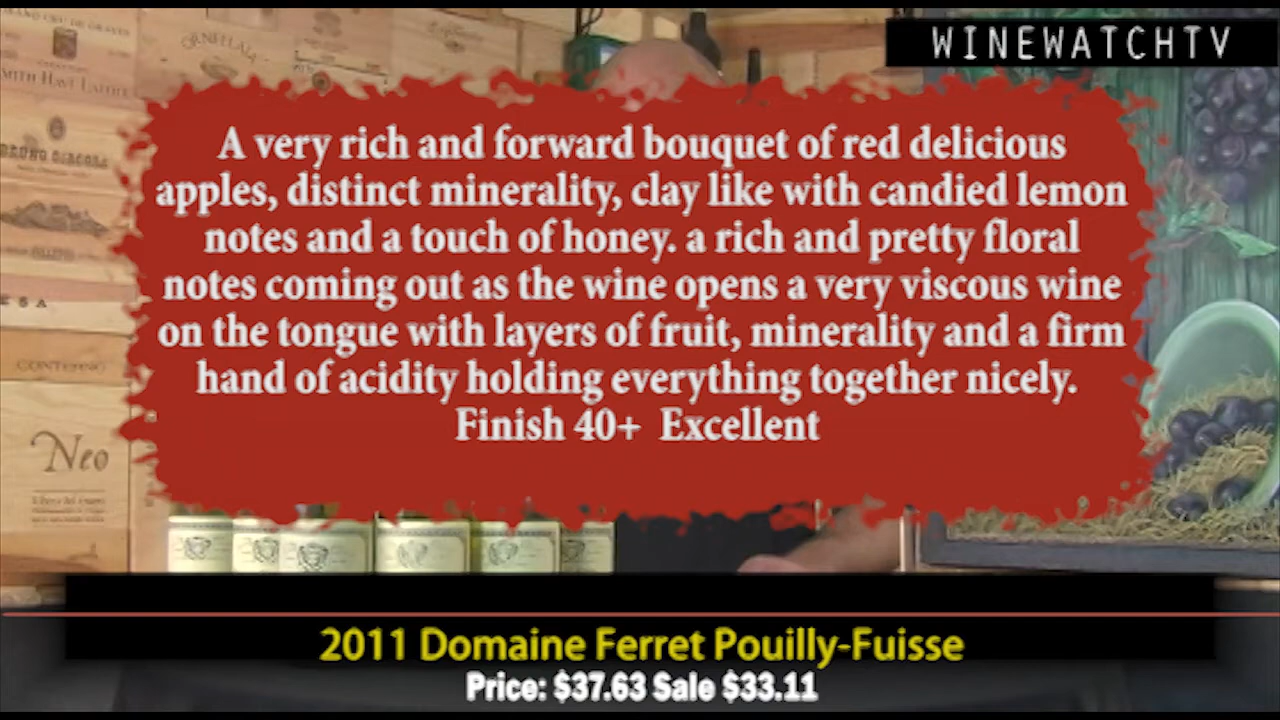 WINEWATCHTV
ORNELLAIA
A very rich and forward bouquet of red delicious
apples, distinct minerality, clay like with candied lemon
notes and a touch of honey. a rich and pretty floral
notes coming out as the wine opens a very viscous wine
on the tongue with layers of fruit, minerality and a firm
hand of acidity holding everything together nicely.
Finish 40+ Excellent
Neo
2011 Domaine Ferret Pouilly-Fuisse
Price: $37.63 Sale $33.11